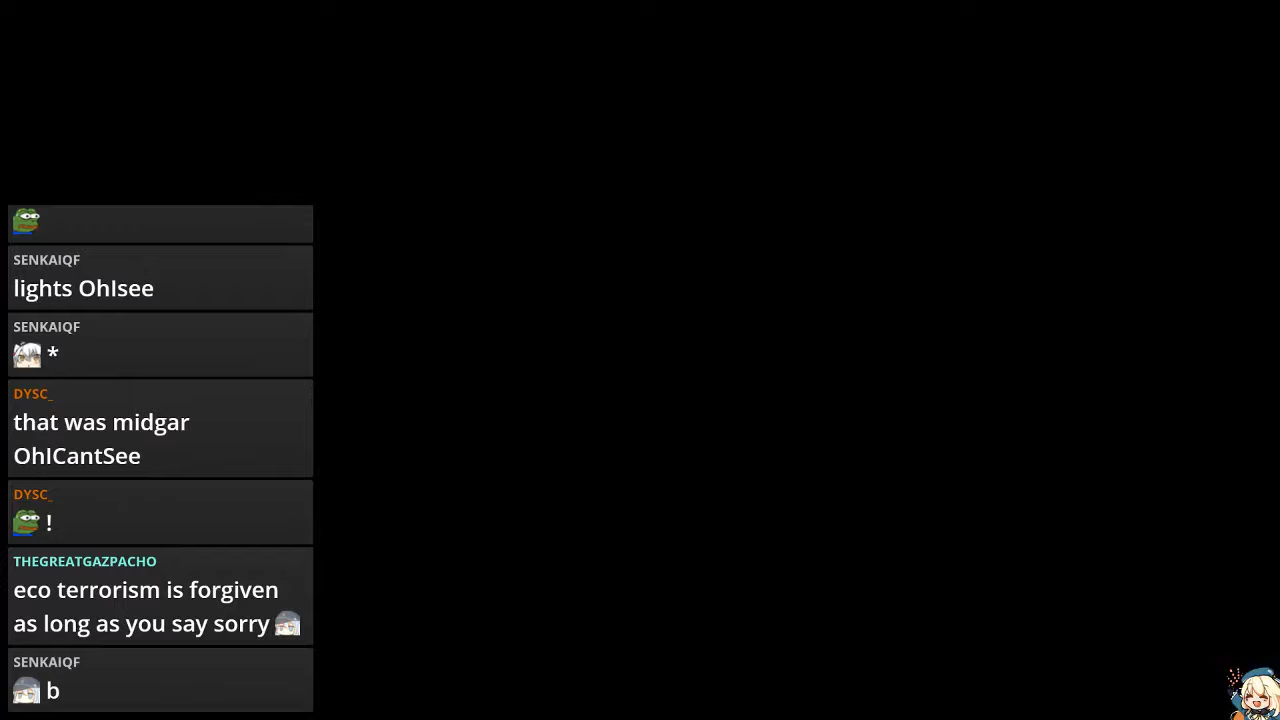 SENKAIQF
lights OhIsee
SENKAIQF
*
DYSC_
that was midgar
OhICantSee
DYSC_
!
THEGREATGAZPACHO
eco terrorism is forgiven
as long as you say sorry
SENKAIQF
b